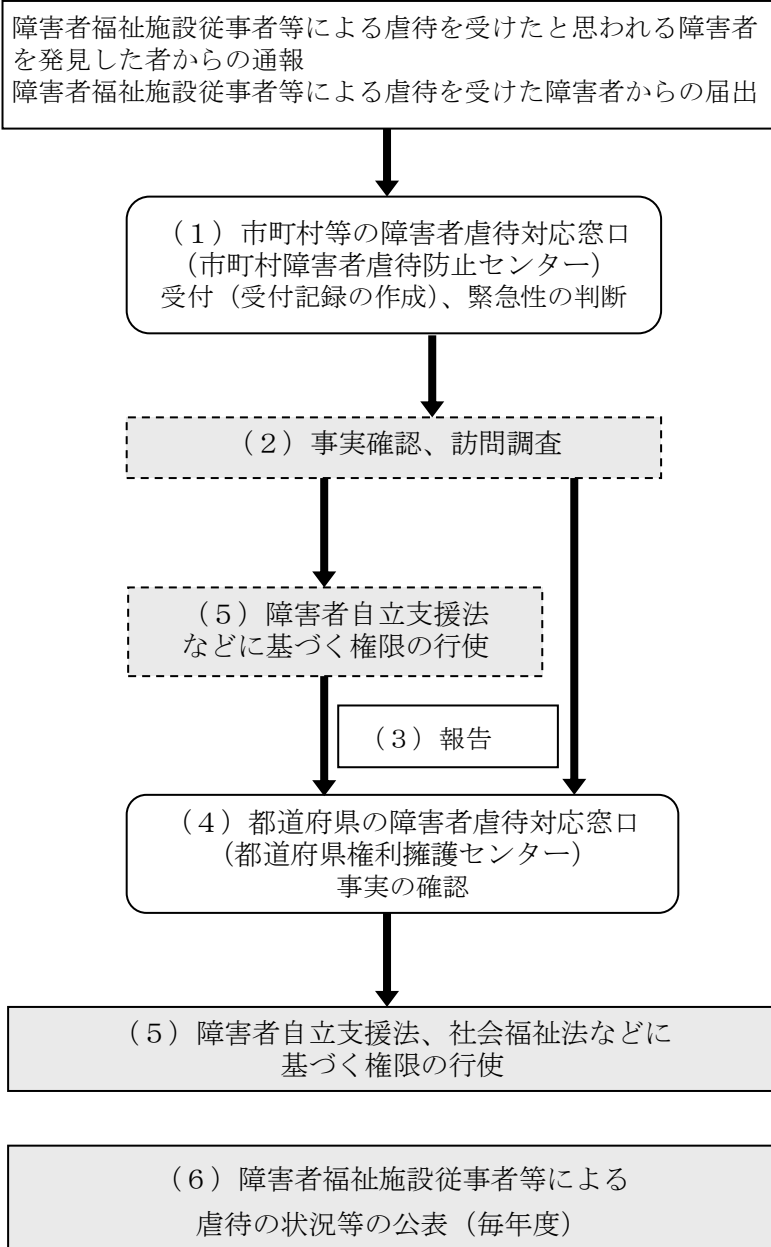 障害者福祉施設従事者等による虐待を受けたと思われる障害者
を発見した者からの通報
障害者福祉施設従事者等による虐待を受けた障害者からの届出
（１）市町村等の障害者虐待対応窓口
（市町村障害者虐待防止センター）
受付（受付記録の作成）、緊急性の判断
（２）事実確認、訪問調査
（５）障害者自立支援法
などに基づく権限の行使
（３）報告
（４）都道府県の障害者虐待対応窓口
（都道府県権利擁護センター）
事実の確認
（５）障害者自立支援法、社会福祉法などに
基づく権限の行使
（６）障害者福祉施設従事者等による
虐待の状況等の公表（毎年度）